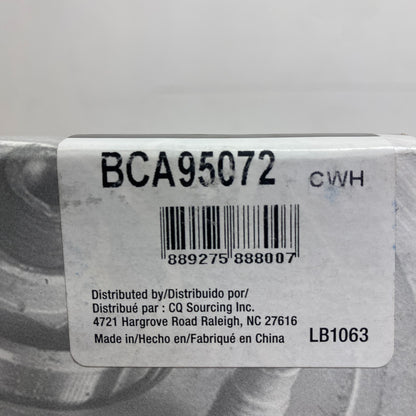 BCA95072 CWH
889275 888007
Distributed by/Distribuido por/
Distribué par : CQ Sourcing Inc.
4721 Hargrove Road Raleigh, NC 27616
Made in/Hecho en/Fabriqué en China LB1063